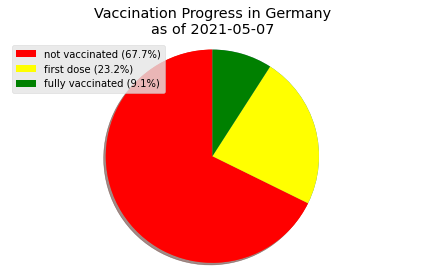 Vaccination Progress in Germany
as of 2021-05-07
not vaccinated (67.7%)
first dose (23.2%)
fully vaccinated (9.1%)